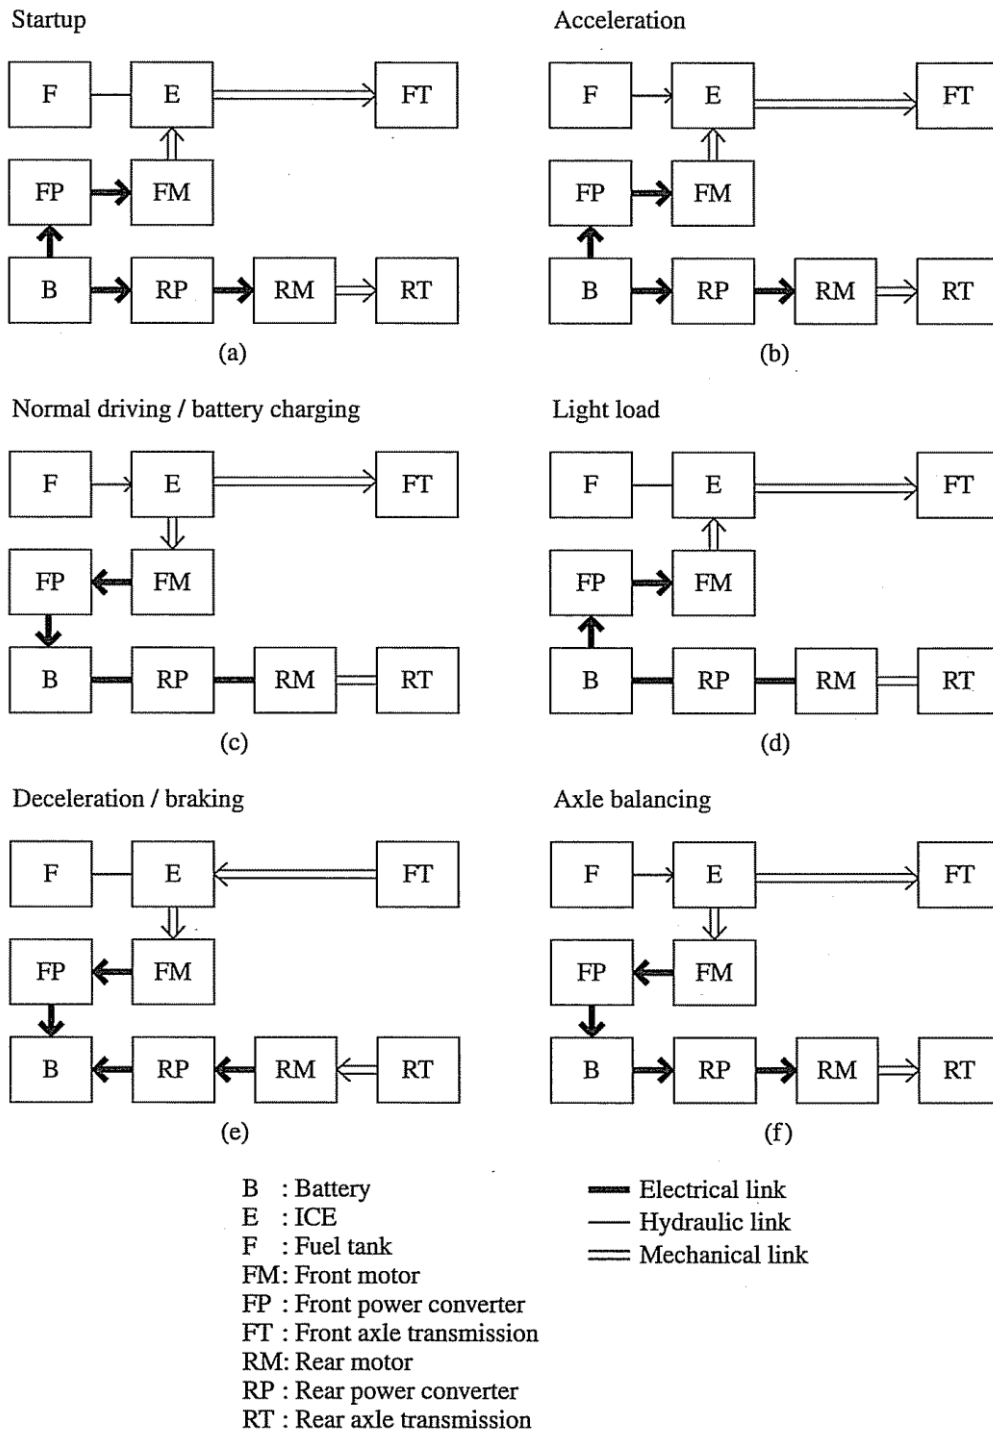 Startup
Acceleration
F E FT
F E FT
FP FM
FP FM
B RP RM RT
B RP RM RT
(a)
(b)
Normal driving / battery charging
Light load
F E FT
F E FT
FP FM
FP FM
B RP RM RT
B RP RM RT
(c)
(d)
Deceleration / braking
Axle balancing
F E FT
F E FT
FP FM
FP FM
B RP RM RT
B RP RM RT
(e)
(f)
B : Battery
E : ICE
F : Fuel tank
FM: Front motor
FP : Front power converter
FT : Front axle transmission
RM: Rear motor
RP : Rear power converter
RT : Rear axle transmission
Electrical link
Hydraulic link
Mechanical link